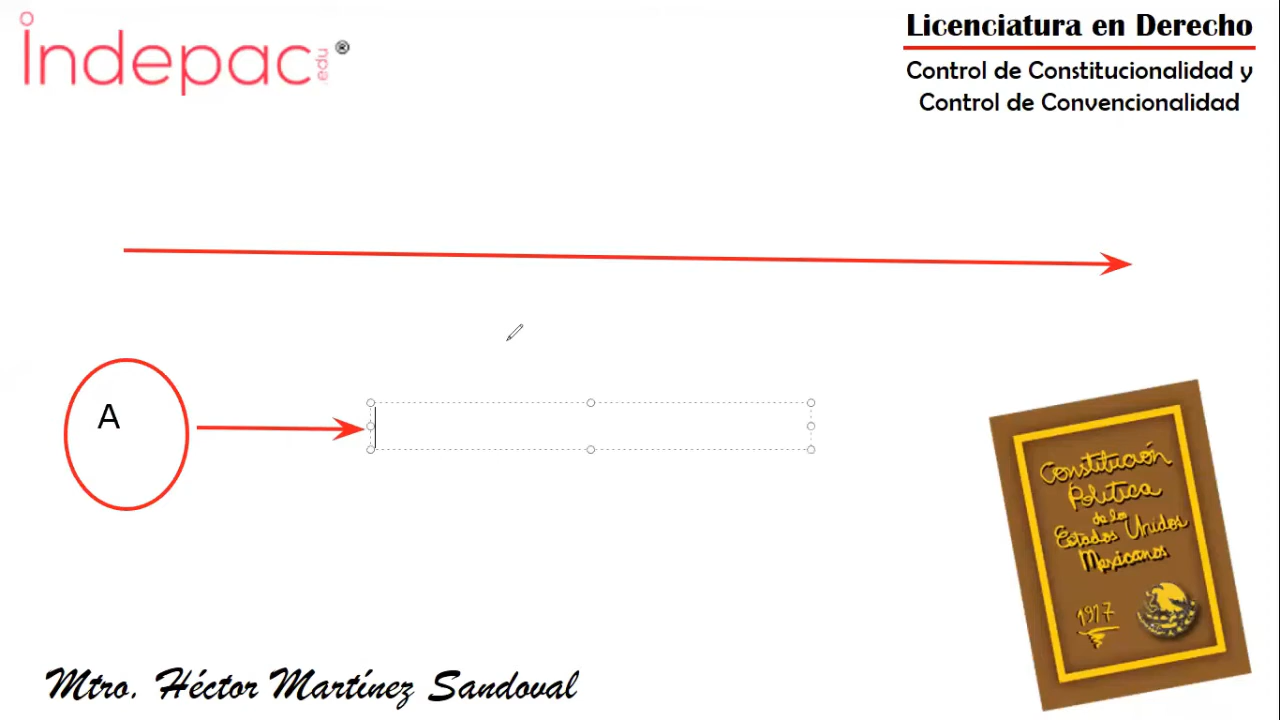 indepac
.edu
®
Licenciatura en Derecho
Control de Constitucionalidad y
Control de Convencionalidad
A
Constitución
Política
de los
Estados Unidos
Mexicanos
1917
Mtro. Héctor Martínez Sandoval